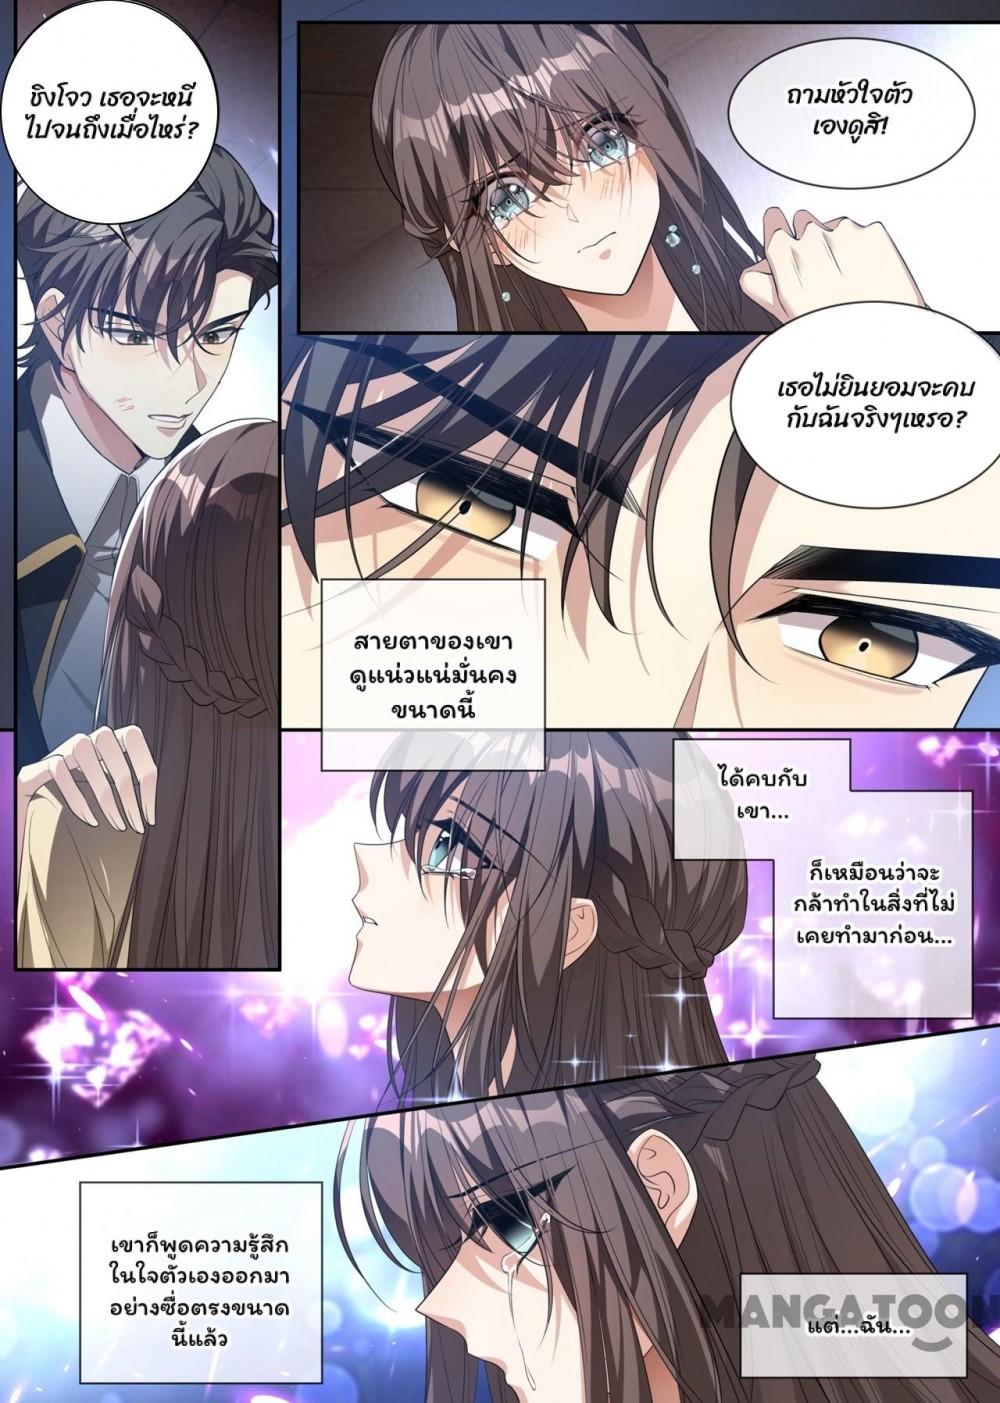 ชิงโจว เธอจะหนี
ไปจนถึงเมื่อไหร่?
ถามหัวใจตัว
เองดูสิ!
เธอไม่ยินยอมจะคบ
กับฉันจริงๆเหรอ?
สายตาของเขา
ดูแน่วแน่มั่นคง
ขนาดนี้
ได้คบกับ
เขา...
ก็เหมือนว่าจะ
กล้าทำในสิ่งที่ไม่
เคยทำมาก่อน...
เขาก็พูดความรู้สึก
ในใจตัวเองออกมา
อย่างซื่อตรงขนาด
นี้แล้ว
แต่...ฉัน...
MANGATOON